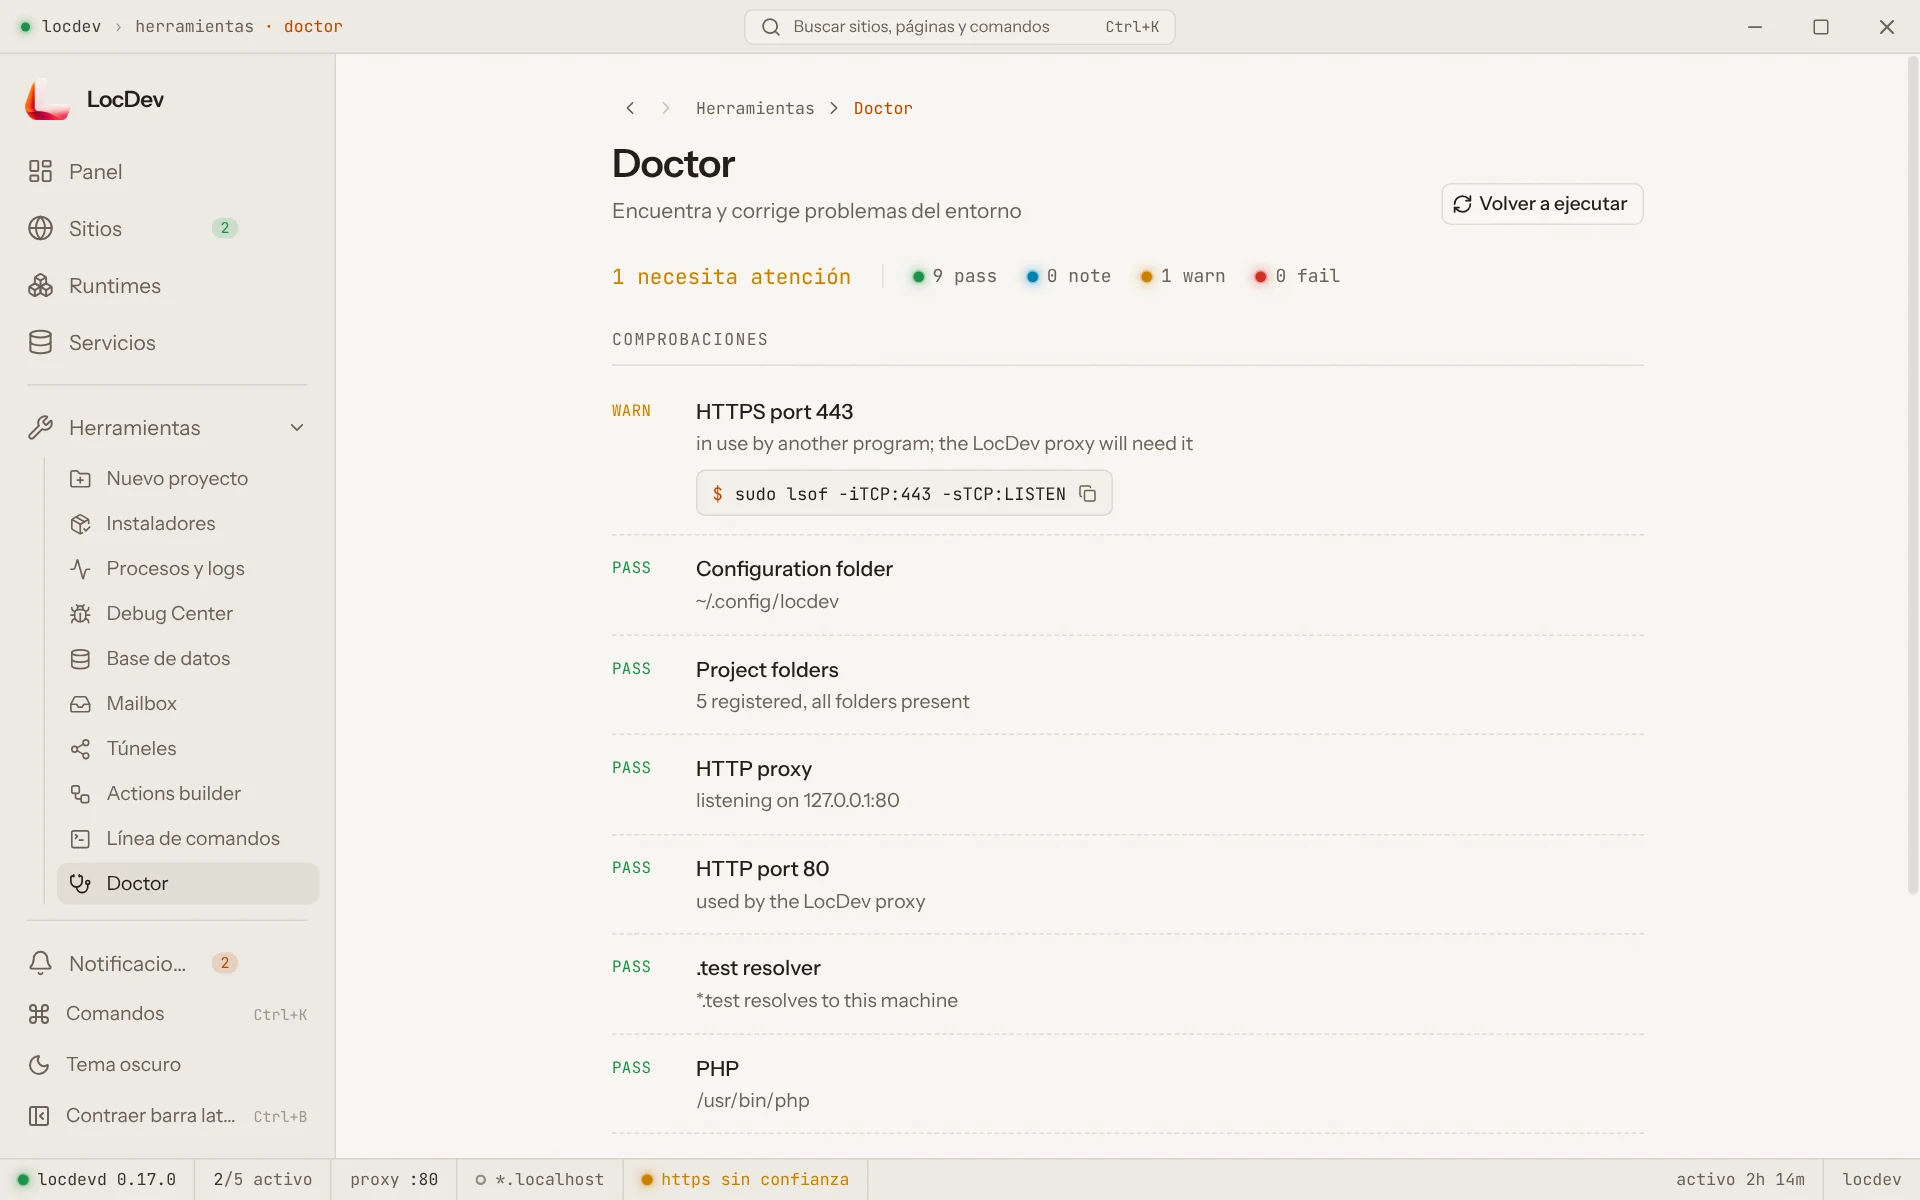 locdev › herramientas · doctor
Buscar sitios, páginas y comandos Ctrl+K
LocDev
Panel
Sitios 2
Runtimes
Servicios
Herramientas
Nuevo proyecto
Instaladores
Procesos y logs
Debug Center
Base de datos
Mailbox
Túneles
Actions builder
Línea de comandos
Doctor
Notificacio... 2
Comandos Ctrl+K
Tema oscuro
Contraer barra lat... Ctrl+B
Herramientas > Doctor
Doctor
Encuentra y corrige problemas del entorno
Volver a ejecutar
1 necesita atención
9 pass 0 note 1 warn 0 fail
COMPROBACIONES
WARN HTTPS port 443
in use by another program; the LocDev proxy will need it
$ sudo lsof -iTCP:443 -sTCP:LISTEN
PASS Configuration folder
~/.config/locdev
PASS Project folders
5 registered, all folders present
PASS HTTP proxy
listening on 127.0.0.1:80
PASS HTTP port 80
used by the LocDev proxy
PASS .test resolver
*.test resolves to this machine
PASS PHP
/usr/bin/php
locdevd 0.17.0 2/5 activo proxy :80 *.localhost https sin confianza activo 2h 14m locdev